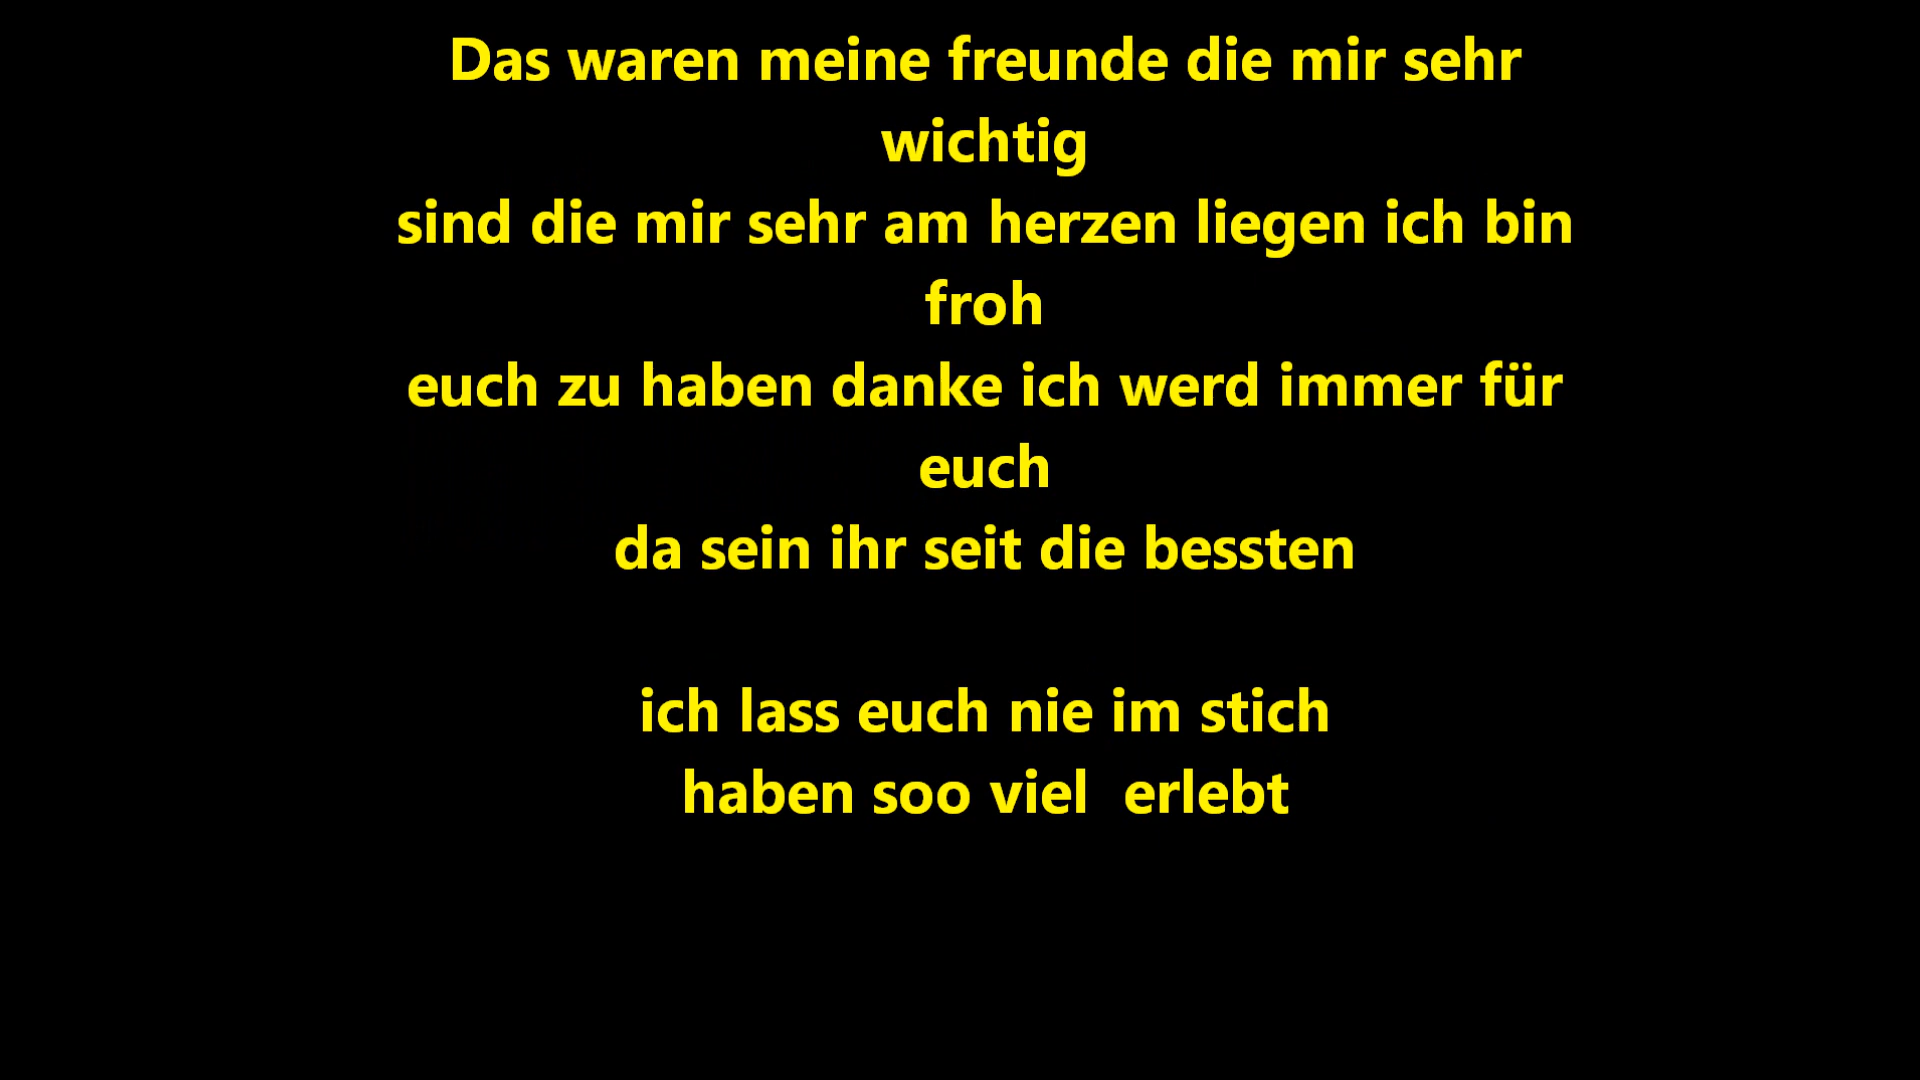 Das waren meine freunde die mir sehr
wichtig
sind die mir sehr am herzen liegen ich bin
froh
euch zu haben danke ich werd immer für
euch
da sein ihr seit die bessten
ich lass euch nie im stich
haben soo viel  erlebt